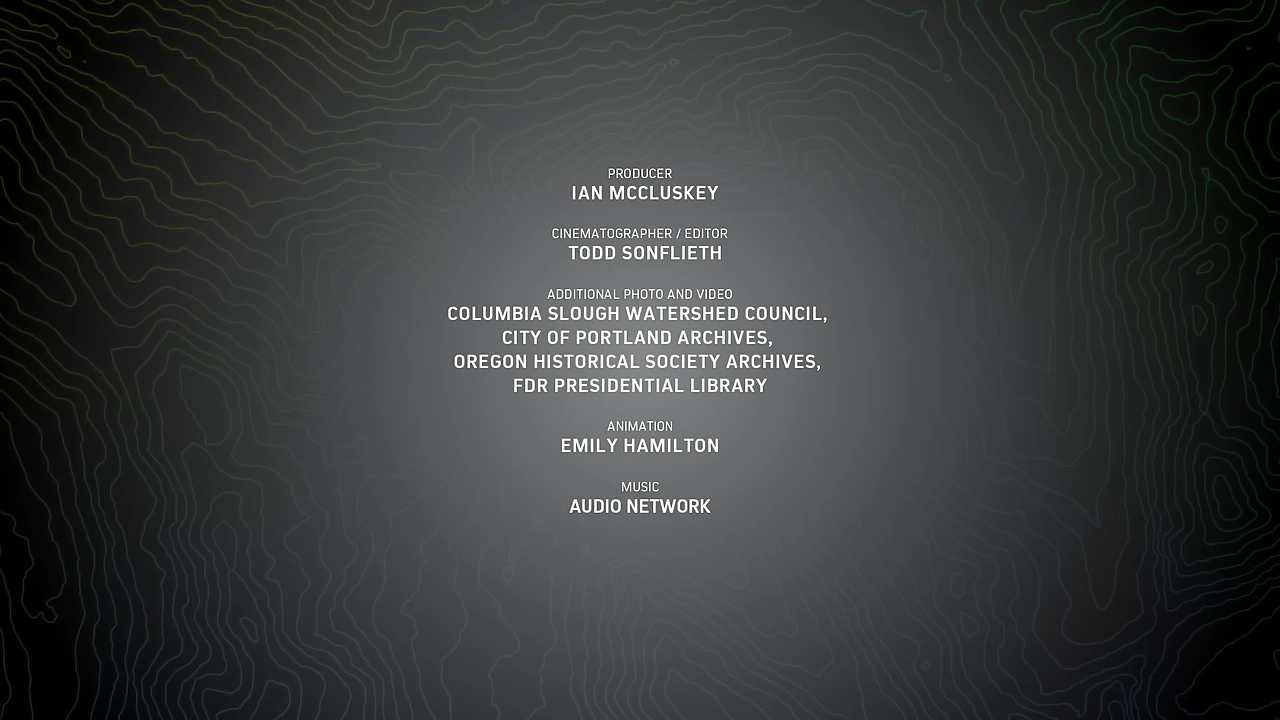 PRODUCER
IAN MCCLUSKEY
CINEMATOGRAPHER / EDITOR
TODD SONFLIETH
ADDITIONAL PHOTO AND VIDEO
COLUMBIA SLOUGH WATERSHED COUNCIL,
CITY OF PORTLAND ARCHIVES,
OREGON HISTORICAL SOCIETY ARCHIVES,
FDR PRESIDENTIAL LIBRARY
ANIMATION
EMILY HAMILTON
MUSIC
AUDIO NETWORK